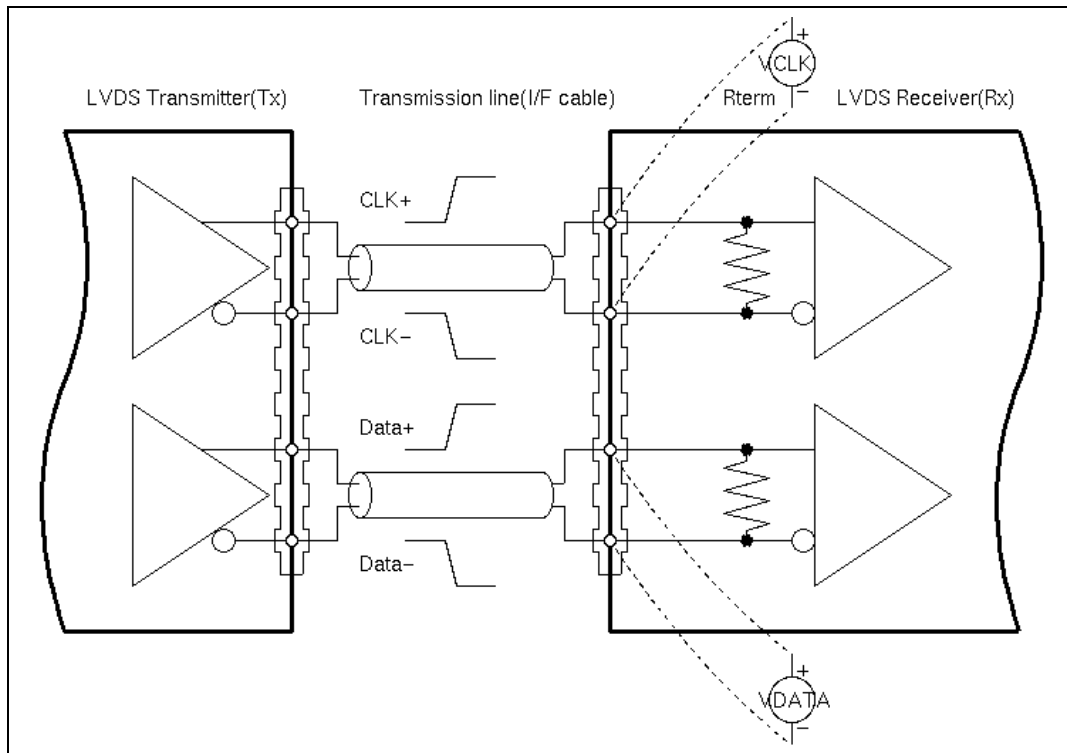 +
VCLK
−
LVDS Transmitter(Tx)
Transmission line(I/F cable)
Rterm
LVDS Receiver(Rx)
CLK+
CLK−
Data+
Data−
+
VDATA
−